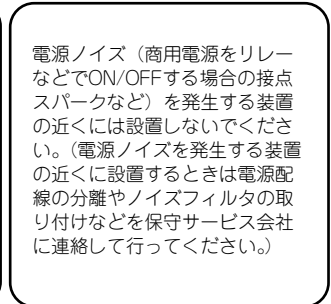 電源ノイズ（商用電源をリレー
などでON/OFFする場合の接点
スパークなど）を発生する装置
の近くには設置しないでくださ
い。（電源ノイズを発生する装置
の近くに設置するときは電源配
線の分離やノイズフィルタの取
り付けなどを保守サービス会社
に連絡して行ってください。）